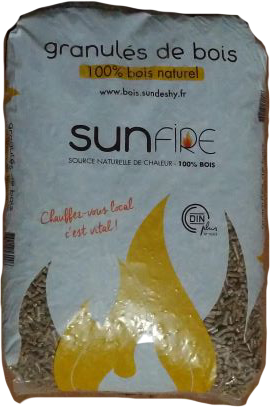 granulés de bois
100% bois naturel
www.bois.sundeshy.fr
sunFIRE
SOURCE NATURELLE DE CHALEUR - 100% BOIS
Chauffez-vous local
c'est vital !
DIN
plus